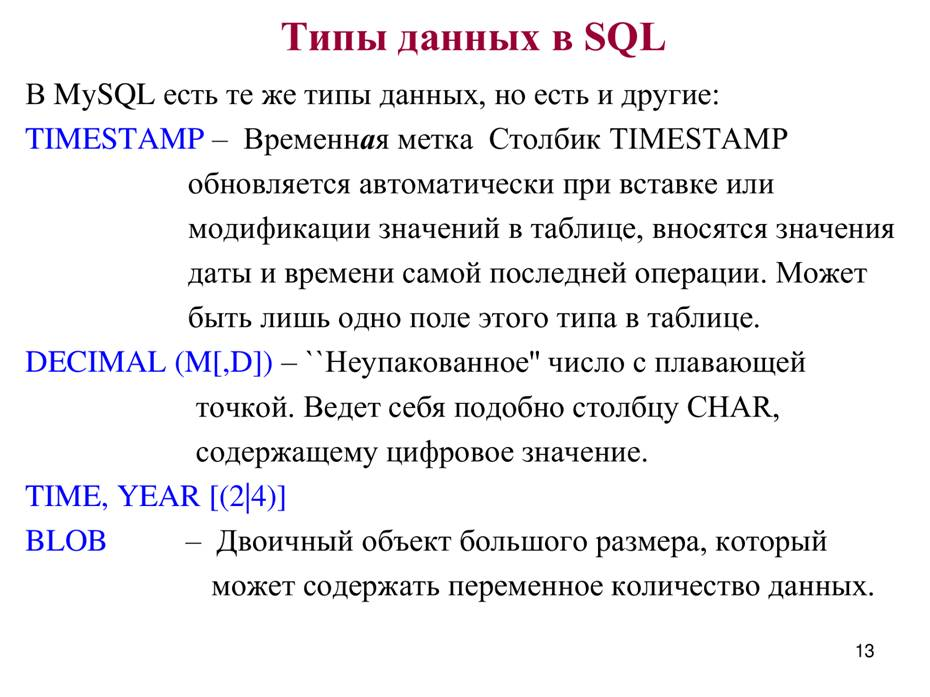 Типы данных в SQL
В MySQL есть те же типы данных, но есть и другие:
TIMESTAMP – Временная метка Столбик TIMESTAMP
обновляется автоматически при вставке или
модификации значений в таблице, вносятся значения
даты и времени самой последней операции. Может
быть лишь одно поле этого типа в таблице.
DECIMAL (M[,D]) – ``Неупакованное" число с плавающей
точкой. Ведет себя подобно столбцу CHAR,
содержащему цифровое значение.
TIME, YEAR [(2|4)]
BLOB – Двоичный объект большого размера, который
может содержать переменное количество данных.
13